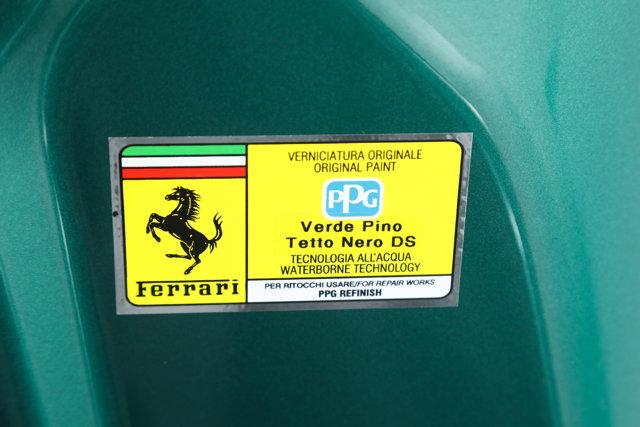 VERNICIATURA ORIGINALE
ORIGINAL PAINT
PPG
Verde Pino
Tetto Nero DS
TECNOLOGIA ALL'ACQUA
WATERBORNE TECHNOLOGY
Ferrari
PER RITOCCHI USARE/FOR REPAIR WORKS
PPG REFINISH